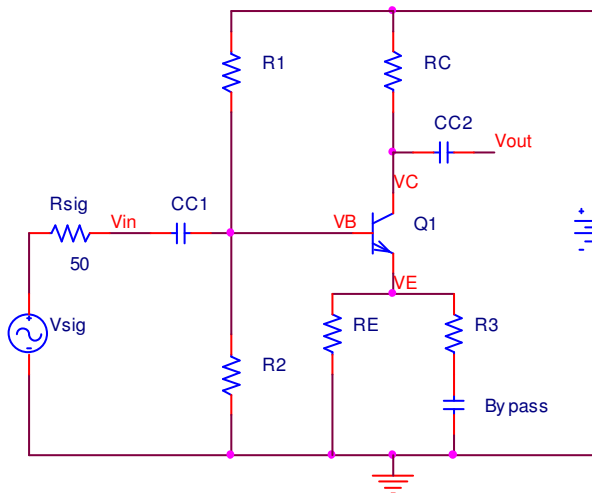 R1
RC
CC2
Vout
VC
Rsig
Vin
CC1
VB
Q1
50
VE
Vsig
RE
R3
R2
Bypass